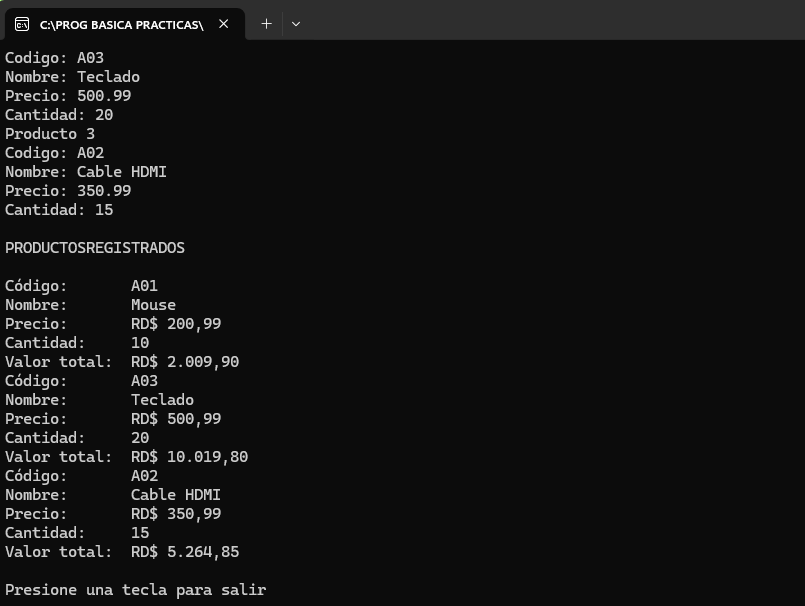 C:\PROG BASICA PRACTICAS\
Codigo: A03
Nombre: Teclado
Precio: 500.99
Cantidad: 20
Producto 3
Codigo: A02
Nombre: Cable HDMI
Precio: 350.99
Cantidad: 15
PRODUCTOSREGISTRADOS
Código: A01
Nombre: Mouse
Precio: RD$ 200,99
Cantidad: 10
Valor total: RD$ 2.009,90
Código: A03
Nombre: Teclado
Precio: RD$ 500,99
Cantidad: 20
Valor total: RD$ 10.019,80
Código: A02
Nombre: Cable HDMI
Precio: RD$ 350,99
Cantidad: 15
Valor total: RD$ 5.264,85
Presione una tecla para salir